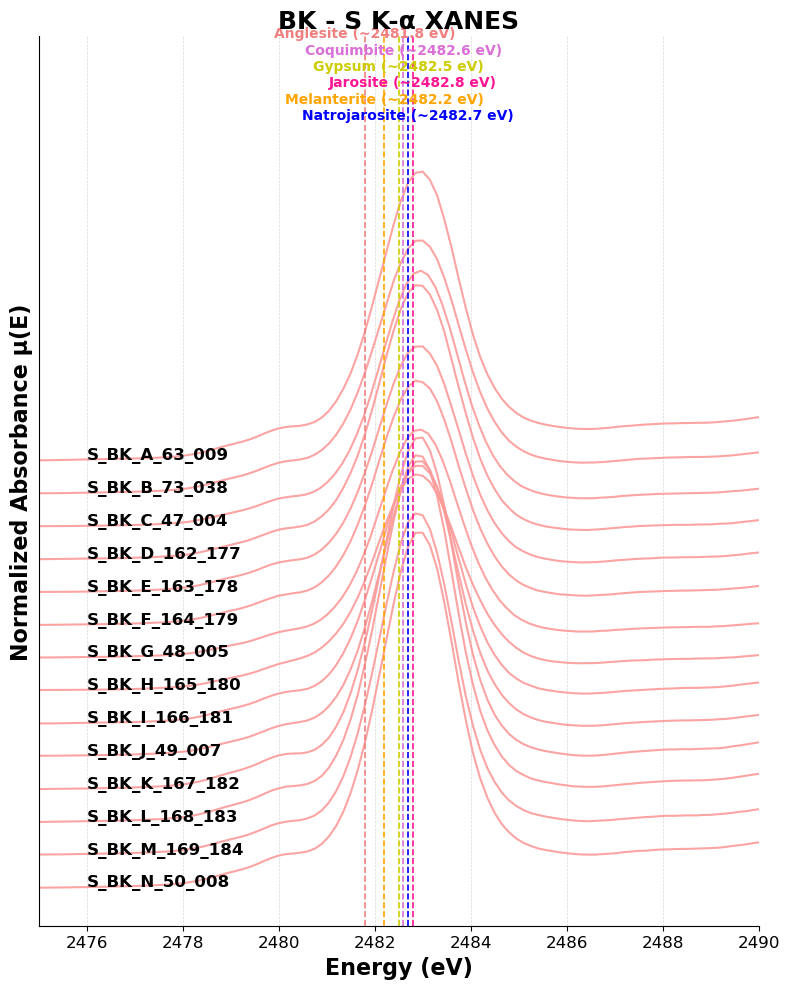 BK - S K-α XANES
Anglesite (~2481.8 eV)
Coquimbite (~2482.6 eV)
Gypsum (~2482.5 eV)
Jarosite (~2482.8 eV)
Melanterite (~2482.2 eV)
Natrojarosite (~2482.7 eV)
Normalized Absorbance μ(E)
S_BK_A_63_009
S_BK_B_73_038
S_BK_C_47_004
S_BK_D_162_177
S_BK_E_163_178
S_BK_F_164_179
S_BK_G_48_005
S_BK_H_165_180
S_BK_I_166_181
S_BK_J_49_007
S_BK_K_167_182
S_BK_L_168_183
S_BK_M_169_184
S_BK_N_50_008
2476 2478 2480 2482 2484 2486 2488 2490
Energy (eV)